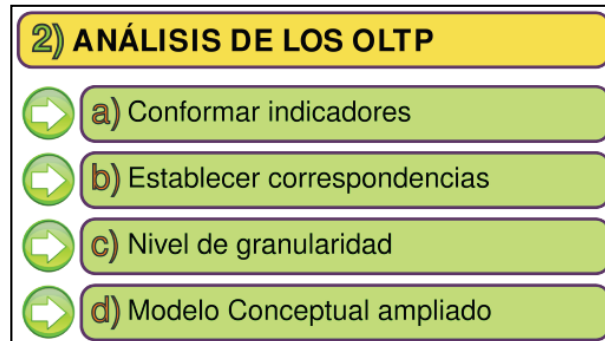 2) ANÁLISIS DE LOS OLTP
a) Conformar indicadores
b) Establecer correspondencias
c) Nivel de granularidad
d) Modelo Conceptual ampliado